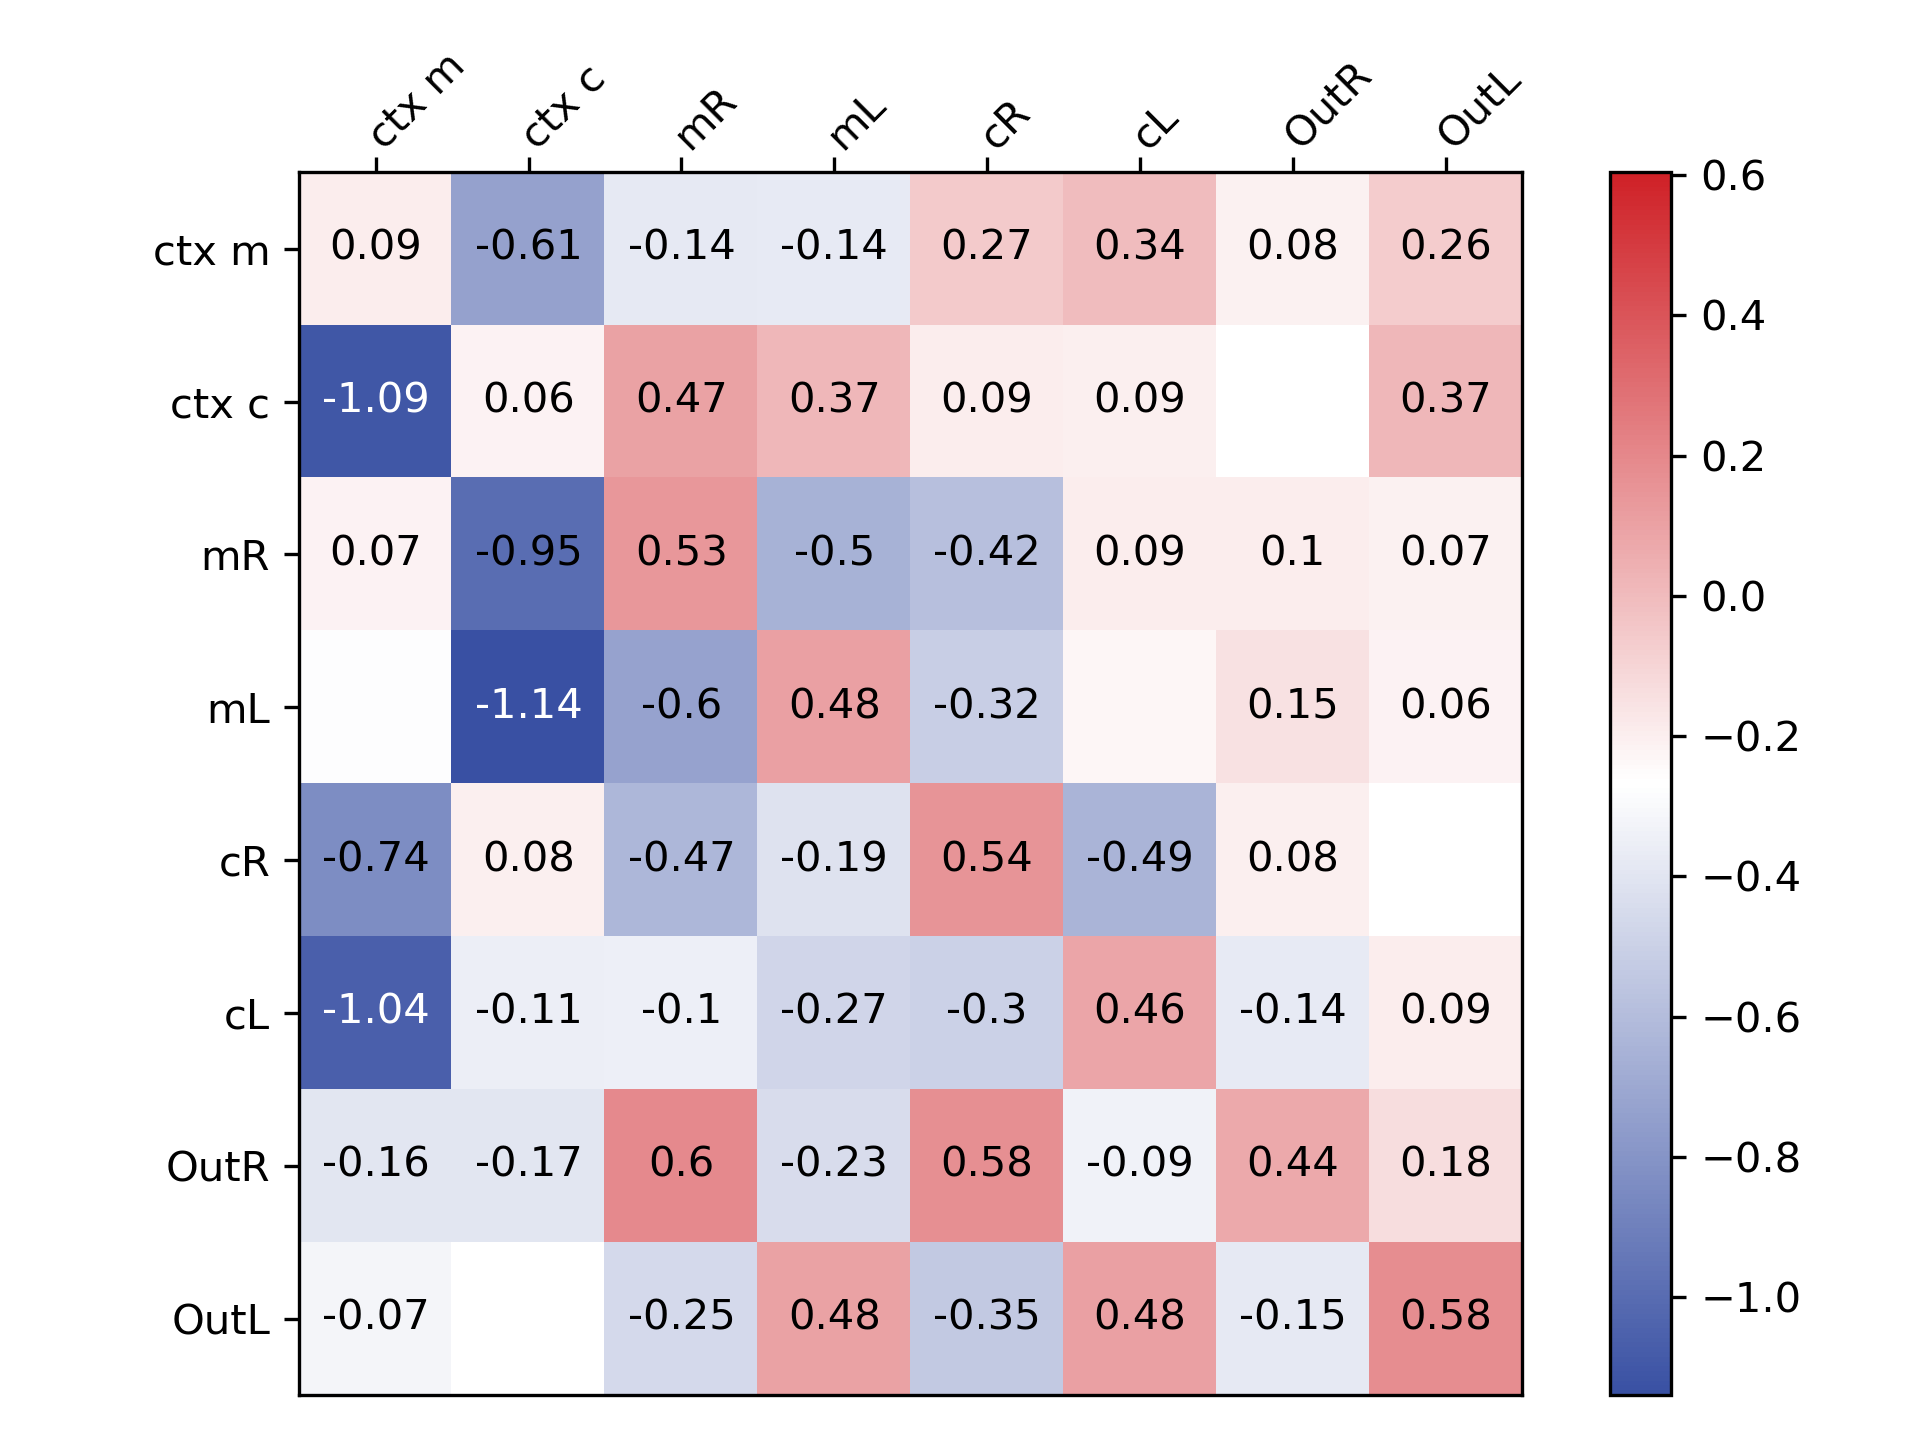 ctx m ctx c mR mL cR cL OutR OutL
ctx m 0.09 -0.61 -0.14 -0.14 0.27 0.34 0.08 0.26
ctx c -1.09 0.06 0.47 0.37 0.09 0.09 0.37
mR 0.07 -0.95 0.53 -0.5 -0.42 0.09 0.1 0.07
mL -1.14 -0.6 0.48 -0.32 0.15 0.06
cR -0.74 0.08 -0.47 -0.19 0.54 -0.49 0.08
cL -1.04 -0.11 -0.1 -0.27 -0.3 0.46 -0.14 0.09
OutR -0.16 -0.17 0.6 -0.23 0.58 -0.09 0.44 0.18
OutL -0.07 -0.25 0.48 -0.35 0.48 -0.15 0.58
0.6
0.4
0.2
0.0
−0.2
−0.4
−0.6
−0.8
−1.0